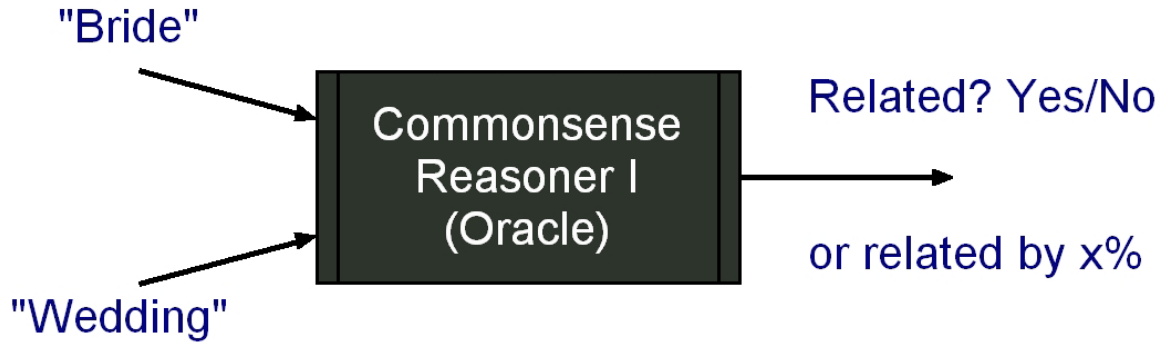 "Bride"
"Wedding"
Commonsense
Reasoner I
(Oracle)
Related? Yes/No
or related by x%